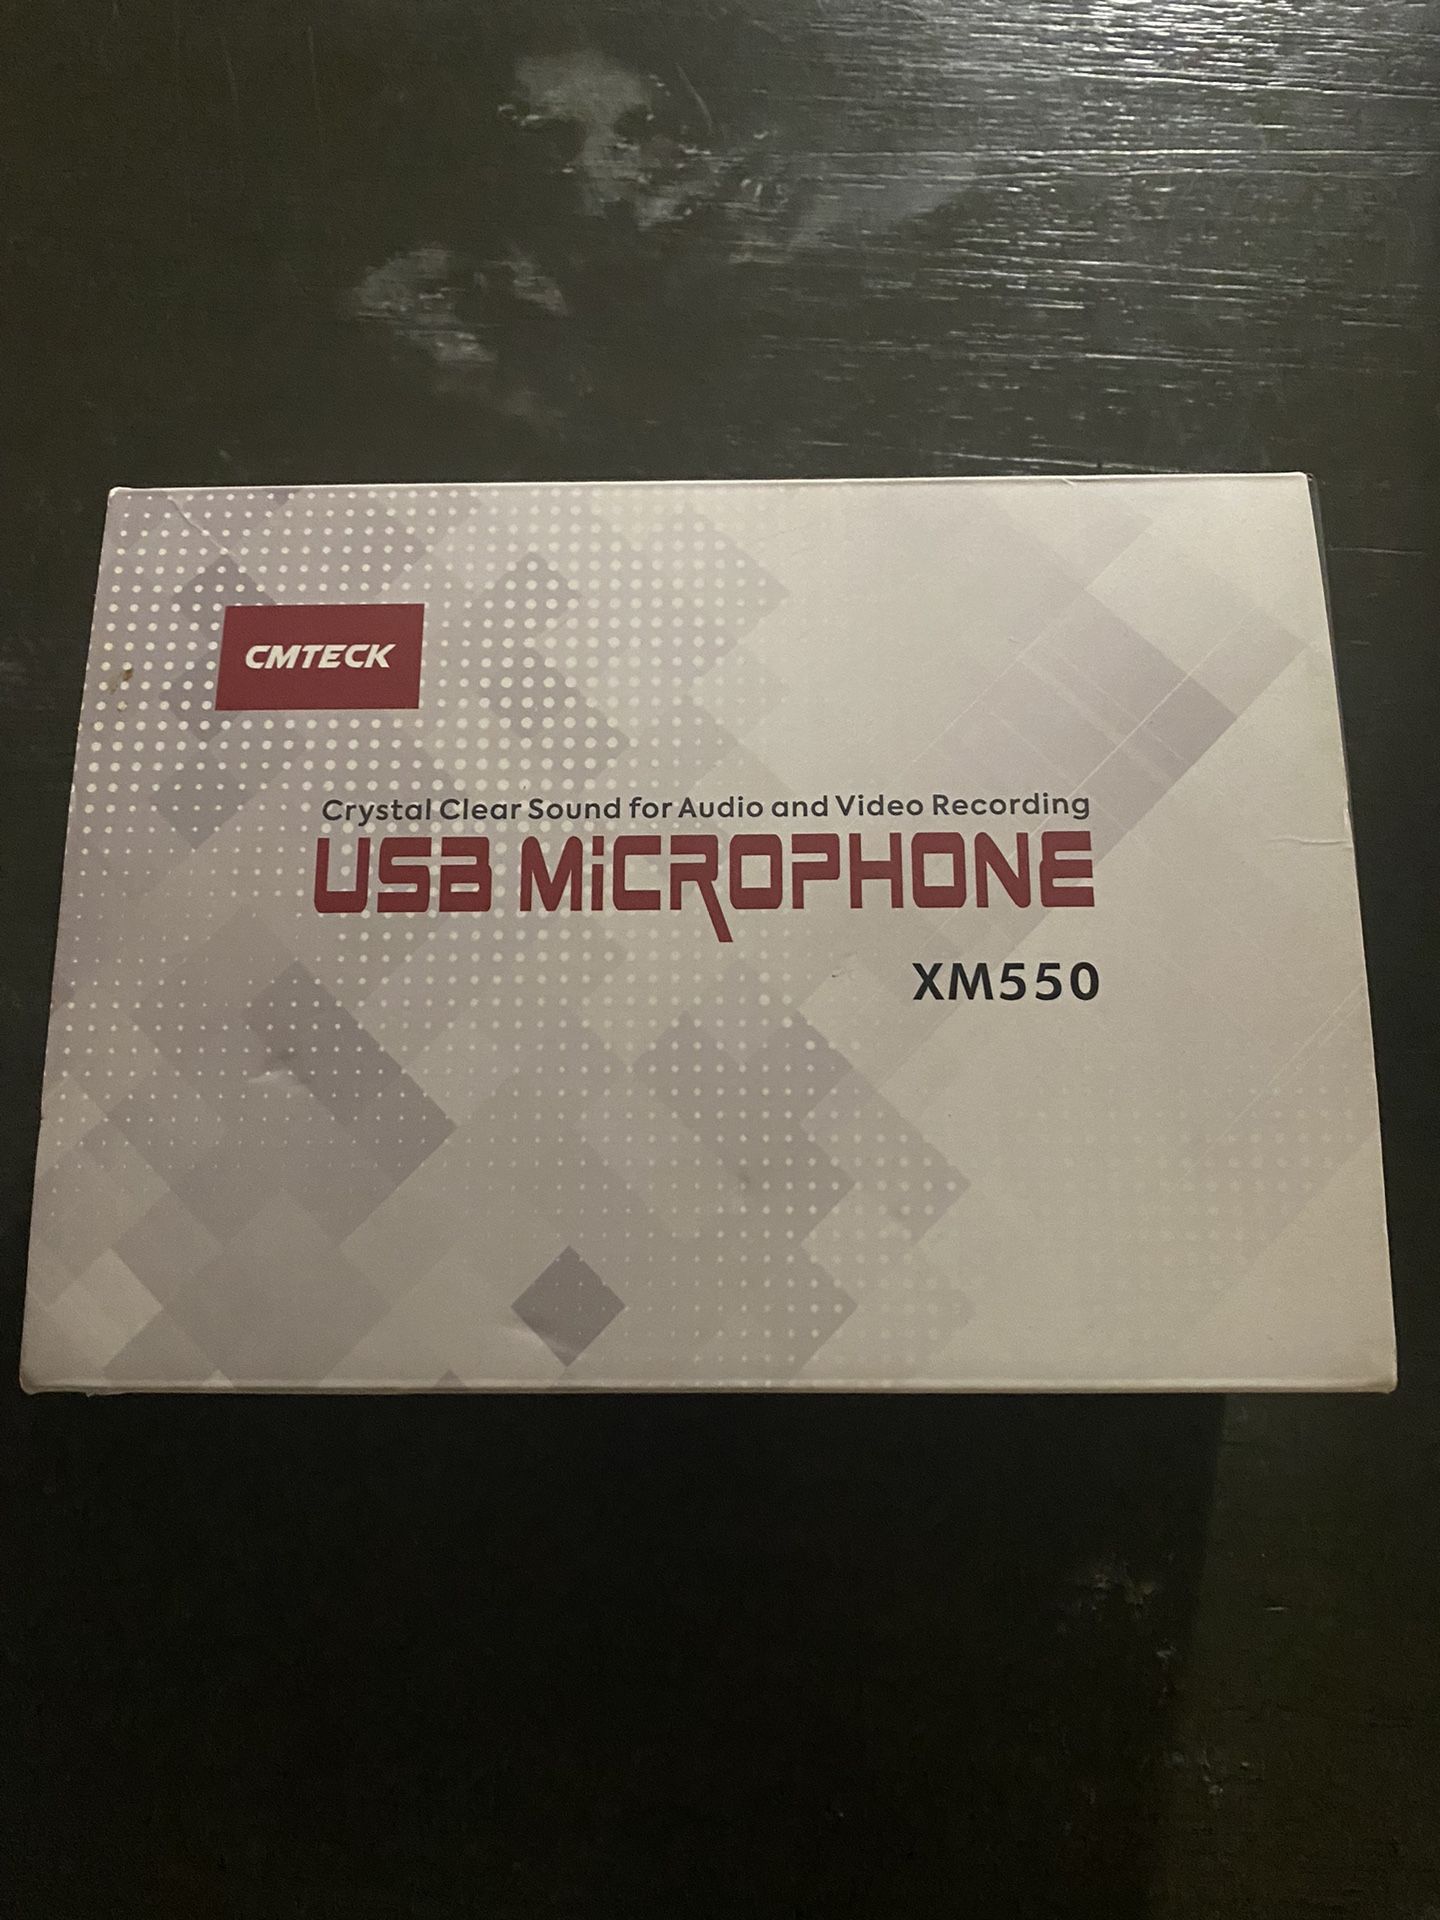 CMTECK
Crystal Clear Sound for Audio and Video Recording
USB MiCROPHONE
XM550